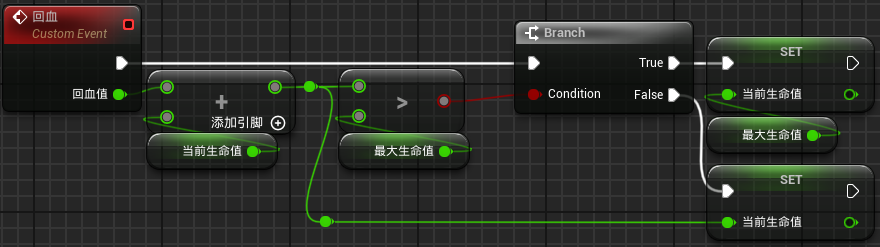 回血
Custom Event
回血值
+
添加引脚
当前生命值
>
最大生命值
Branch
Condition
True
False
SET
当前生命值
最大生命值
SET
当前生命值